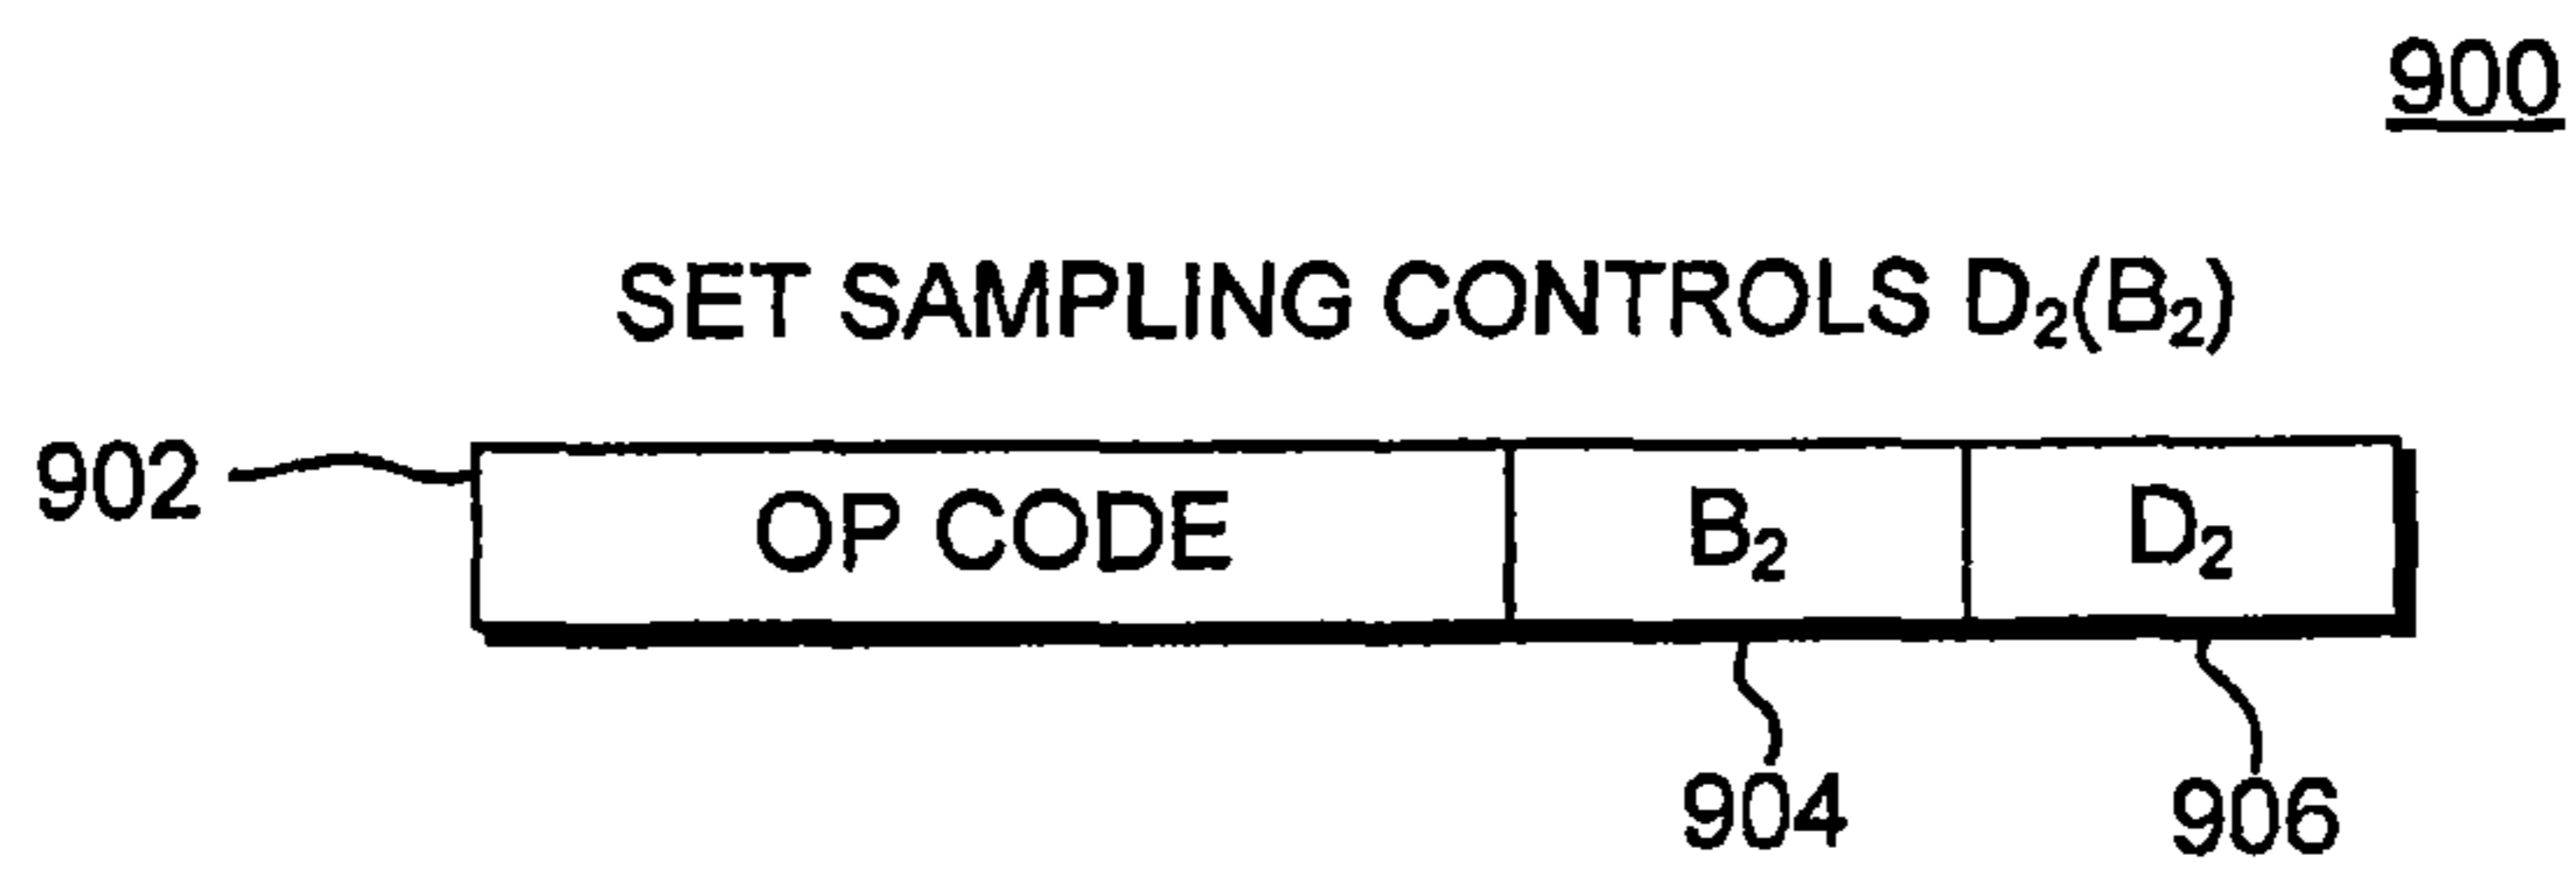 900
SET SAMPLING CONTROLS D₂(B₂)
902 OP CODE B₂ D₂
904 906